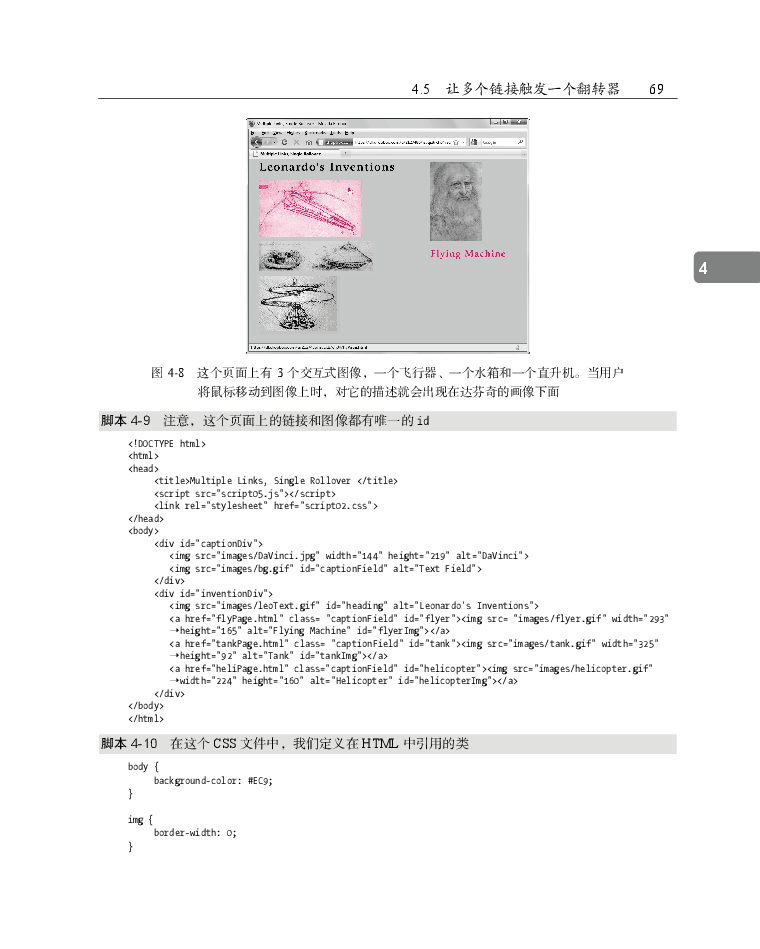 4.5 让多个链接触发一个翻转器 69
Leonardo's Inventions
Flying Machine
4
图 4-8 这个页面上有 3 个交互式图像，一个飞行器、一个水箱和一个直升机。当用户
将鼠标移动到图像上时，对它的描述就会出现在达芬奇的画像下面
脚本 4-9 注意，这个页面上的链接和图像都有唯一的 id
<!DOCTYPE html>
<html>
<head>
<title>Multiple Links, Single Rollover </title>
<script src="script05.js"></script>
<link rel="stylesheet" href="script02.css">
</head>
<body>
<div id="captionDiv">
<img src="images/DaVinci.jpg" width="144" height="219" alt="DaVinci">
<img src="images/bg.gif" id="captionField" alt="Text Field">
</div>
<div id="inventionDiv">
<img src="images/leoText.gif" id="heading" alt="Leonardo's Inventions">
<a href="flyPage.html" class= "captionField" id="flyer"><img src= "images/flyer.gif" width="293"
→height="165" alt="Flying Machine" id="flyerImg"></a>
<a href="tankPage.html" class= "captionField" id="tank"><img src="images/tank.gif" width="325"
→height="92" alt="Tank" id="tankImg"></a>
<a href="heliPage.html" class= "captionField" id="helicopter"><img src="images/helicopter.gif"
→width="224" height="160" alt="Helicopter" id="helicopterImg"></a>
</div>
</body>
</html>
脚本 4-10 在这个 CSS 文件中，我们定义在 HTML 中引用的类
body {
background-color: #EC9;
}
img {
border-width: 0;
}